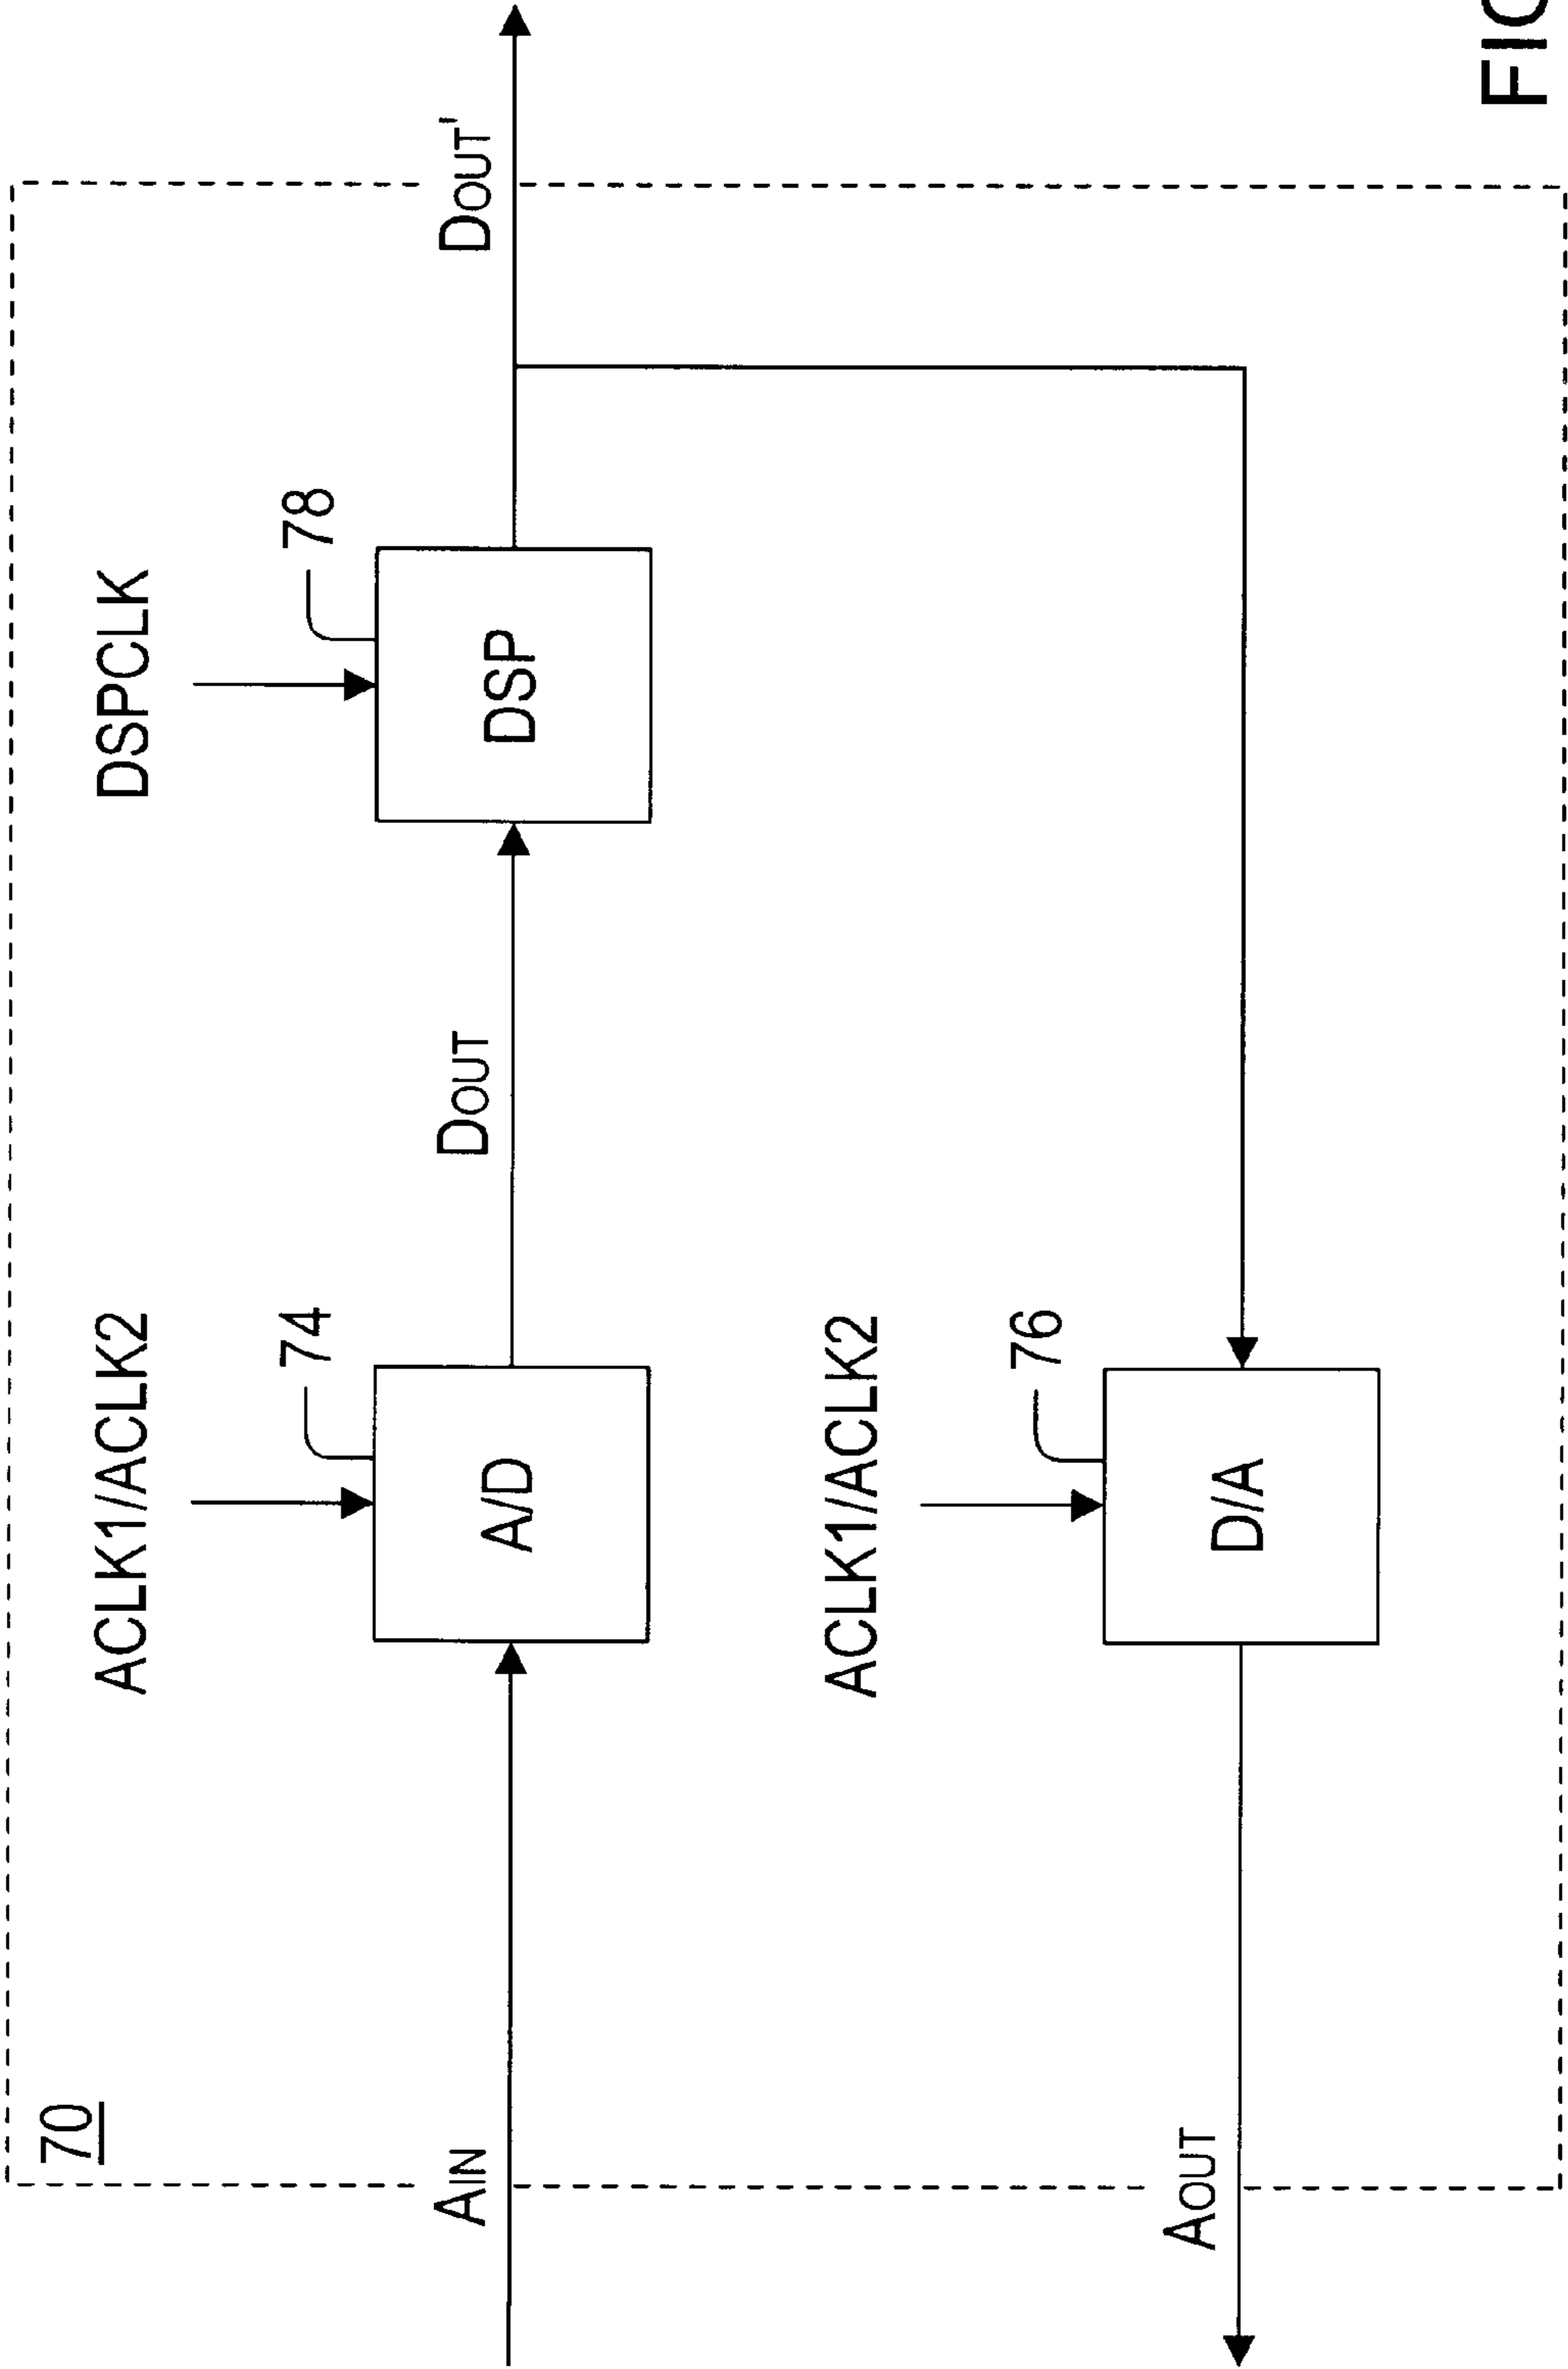 70
ACLK1/ACLK2
DSPCLK
74
78
AIN
A/D
DOUT
DSP
DOUT'
ACLK1/ACLK2
76
AOUT
D/A